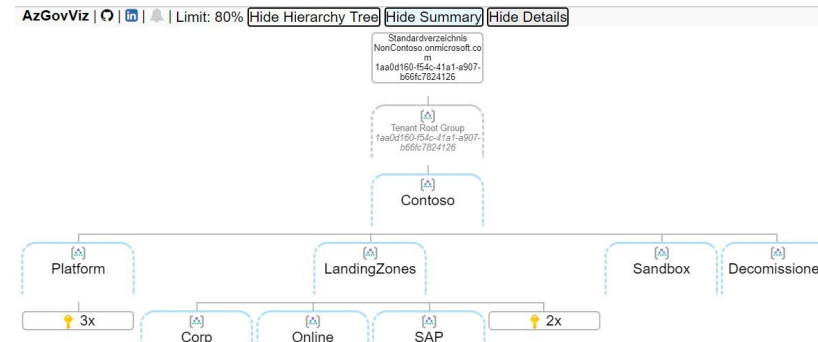 AzGovViz | | | | Limit: 80% Hide Hierarchy Tree Hide Summary Hide Details
Standardverzeichnis
NonContoso.onmicrosoft.co
m
1aa0d160-f54c-41a1-a907-
b66fc7824126
Tenant Root Group
1aa0d160-f54c-41a1-a907-
b66fc7824126
Contoso
Platform LandingZones Sandbox Decomissione
3x 2x
Corp Online SAP